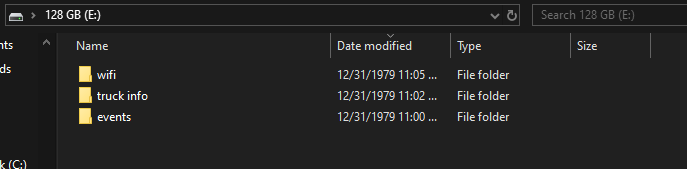 128 GB (E:) Search 128 GB (E:)
Name Date modified Type Size
wifi 12/31/1979 11:05 ... File folder
truck info 12/31/1979 11:02 ... File folder
events 12/31/1979 11:00 ... File folder
nts
ds
k (C:)